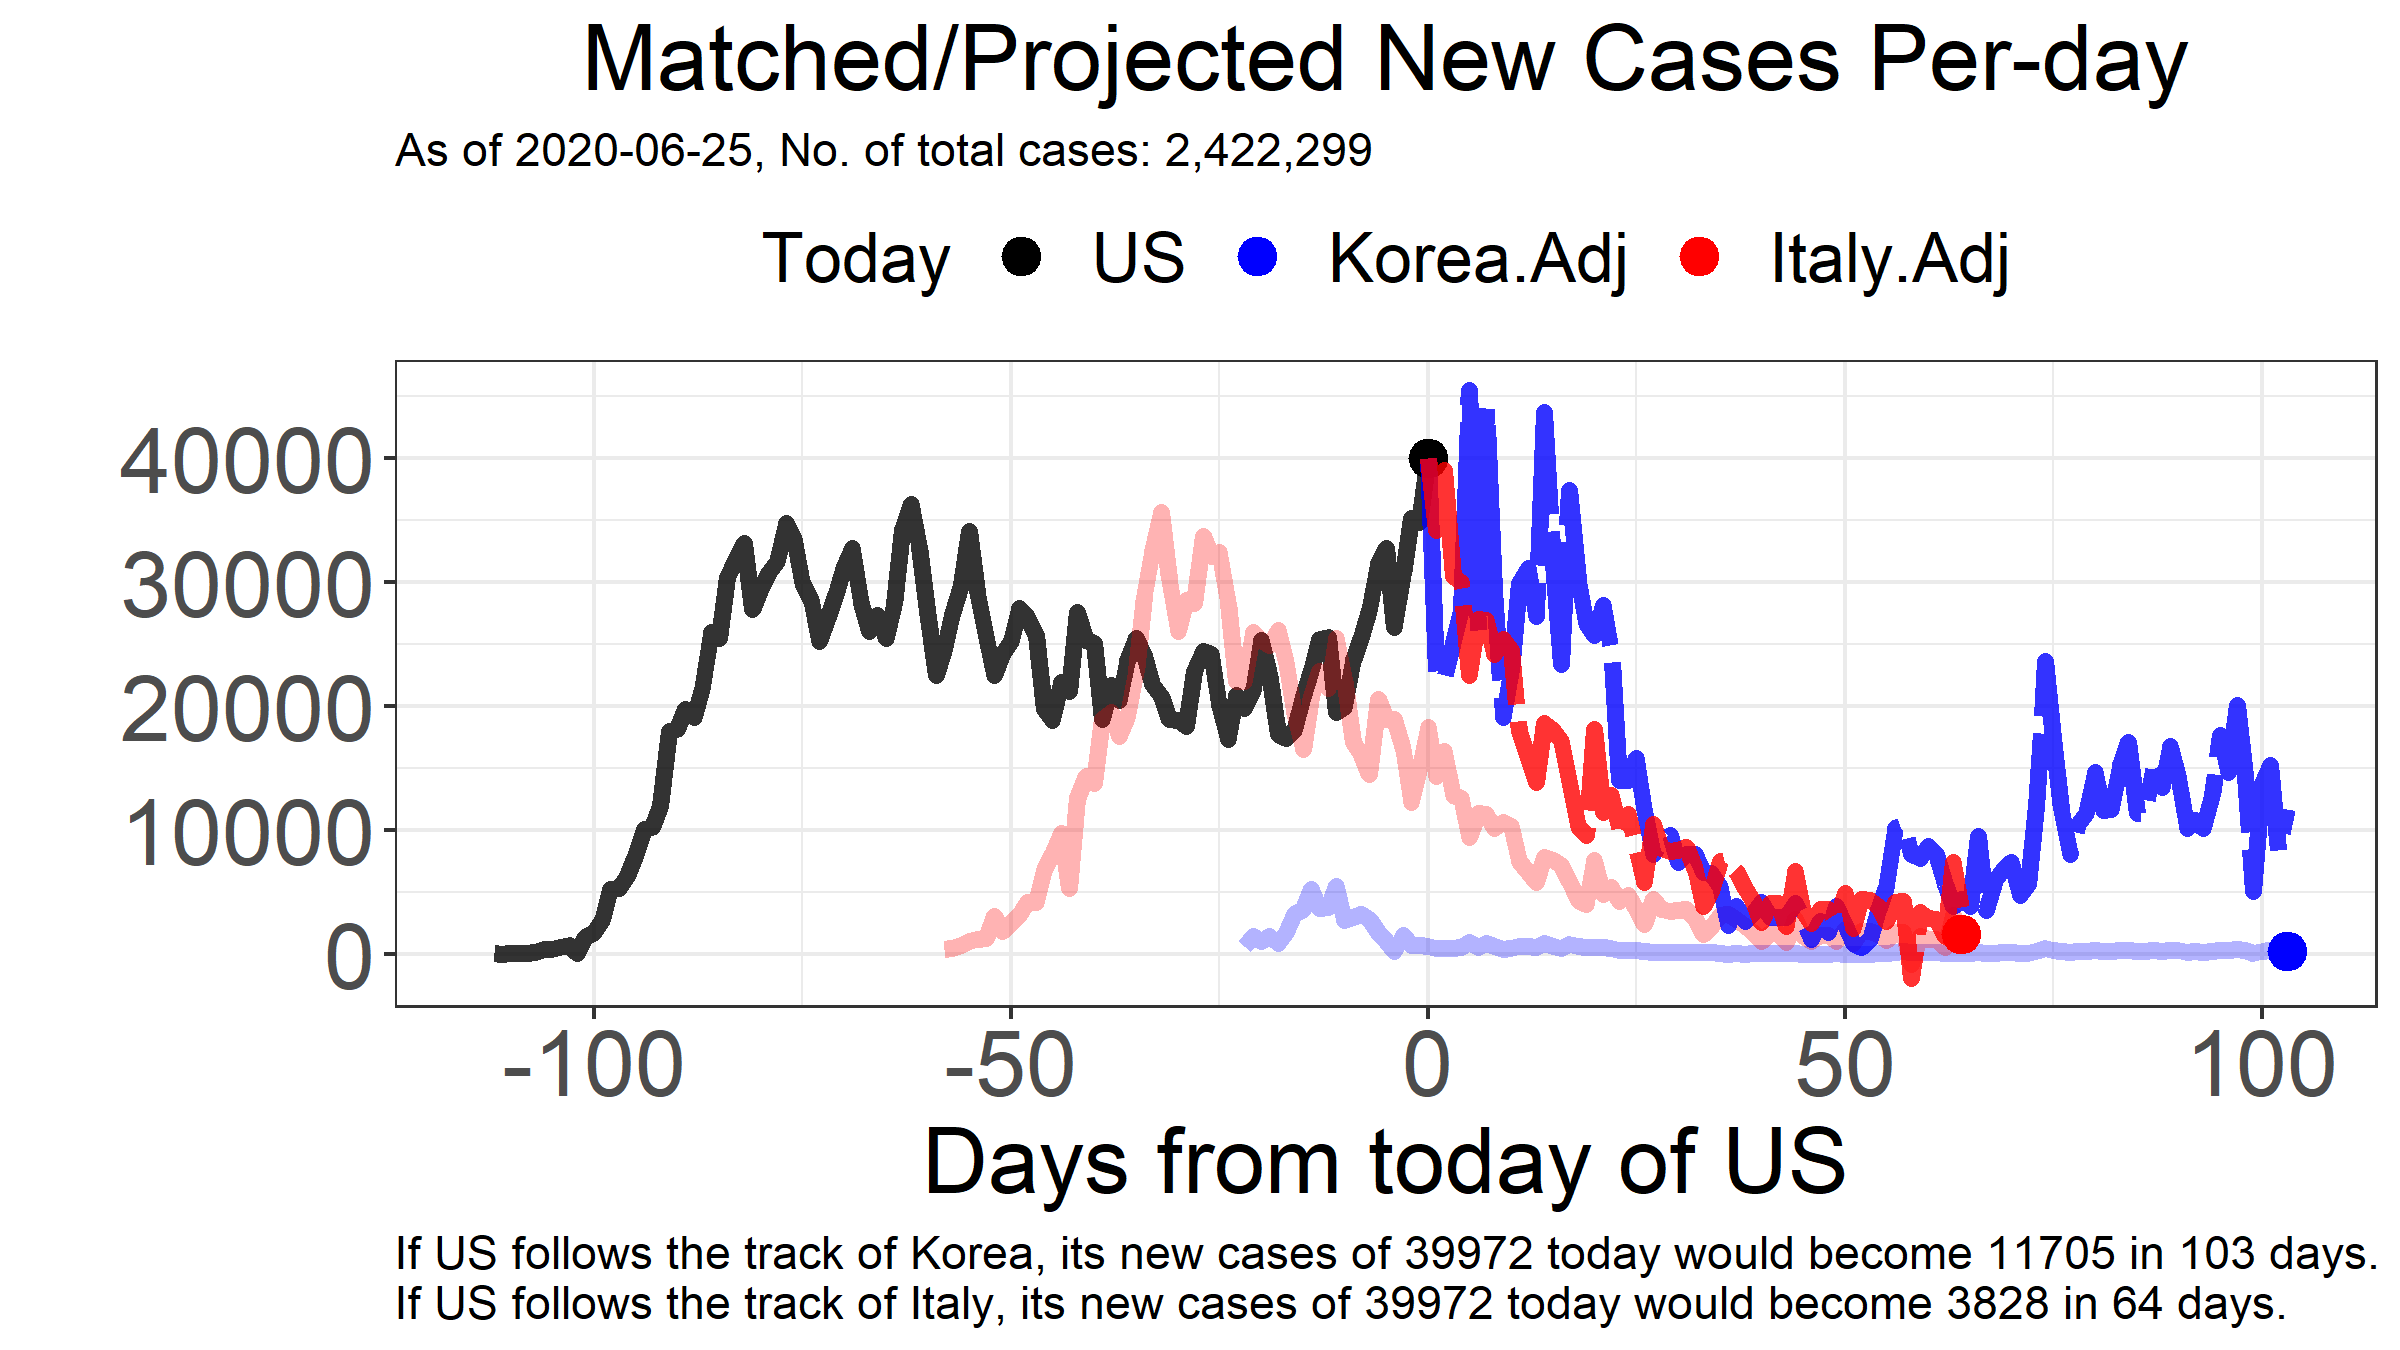 Matched/Projected New Cases Per-day
As of 2020-06-25, No. of total cases: 2,422,299
Today US Korea.Adj Italy.Adj
40000
30000
20000
10000
0
-100 -50 0 50 100
Days from today of US
If US follows the track of Korea, its new cases of 39972 today would become 11705 in 103 days.
If US follows the track of Italy, its new cases of 39972 today would become 3828 in 64 days.